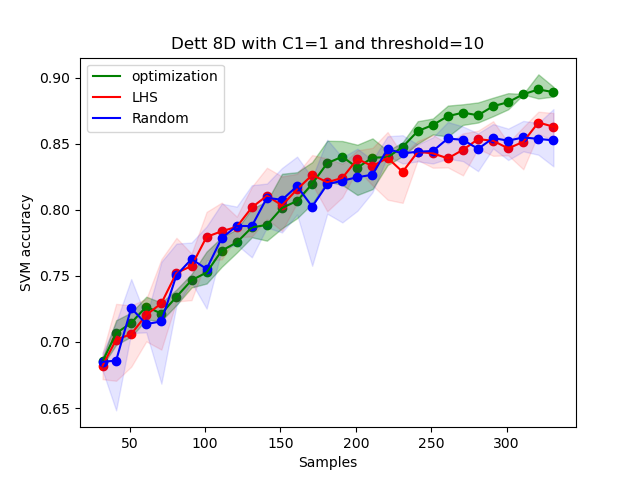 Dett 8D with C1=1 and threshold=10
optimization
LHS
Random
SVM accuracy
0.90
0.85
0.80
0.75
0.70
0.65
50 100 150 200 250 300
Samples